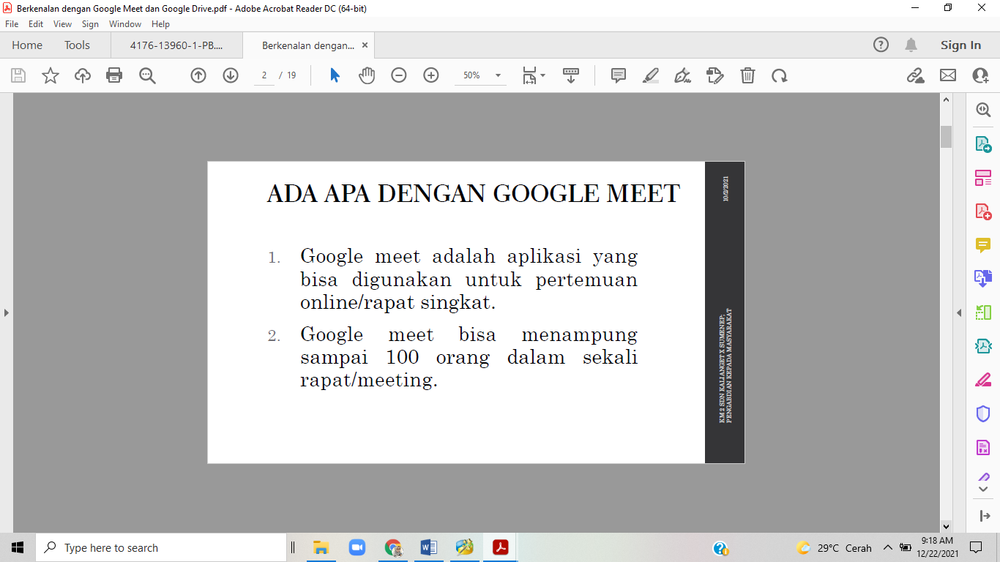 Berkenalan dengan Google Meet dan Google Drive.pdf - Adobe Acrobat Reader DC (64-bit)
File Edit View Sign Window Help
Home Tools 4176-13960-1-PB.... Berkenalan dengan... ×
Sign In
2 / 19 50%
ADA APA DENGAN GOOGLE MEET
1. Google meet adalah aplikasi yang
bisa digunakan untuk pertemuan
online/rapat singkat.
2. Google meet bisa menampung
sampai 100 orang dalam sekali
rapat/meeting.
10/2/2021
KM 2 SDN KALIANGET X SUMENEP;
PENGABDIAN KEPADA MASYARAKAT
Type here to search
29°C Cerah
9:18 AM
12/22/2021